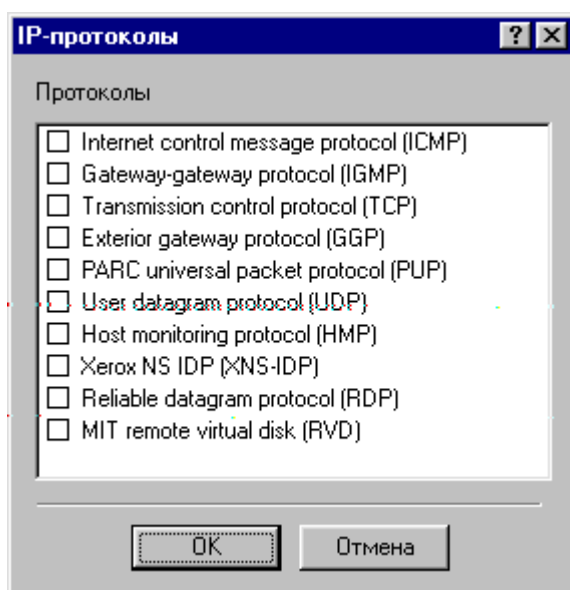 IP-протоколы
Протоколы
Internet control message protocol (ICMP)
Gateway-gateway protocol (IGMP)
Transmission control protocol (TCP)
Exterior gateway protocol (GGP)
PARC universal packet protocol (PUP)
User datagram protocol (UDP)
Host monitoring protocol (HMP)
Xerox NS IDP (XNS-IDP)
Reliable datagram protocol (RDP)
MIT remote virtual disk (RVD)
OK Отмена